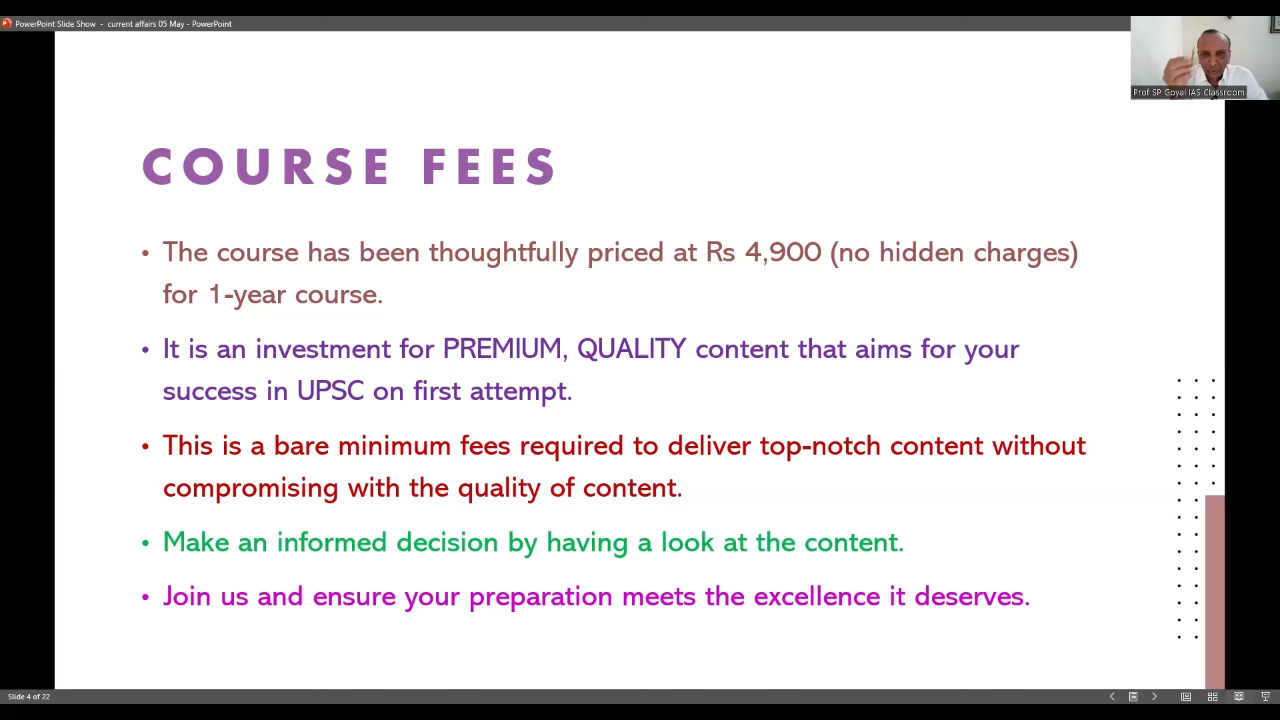 PowerPoint Slide Show - current affairs 05 May - PowerPoint
Prof SP Goyal IAS Classroom
COURSE FEES
• The course has been thoughtfully priced at Rs 4,900 (no hidden charges)
for 1-year course.
• It is an investment for PREMIUM, QUALITY content that aims for your
success in UPSC on first attempt.
• This is a bare minimum fees required to deliver top-notch content without
compromising with the quality of content.
• Make an informed decision by having a look at the content.
• Join us and ensure your preparation meets the excellence it deserves.
Slide 4 of 22